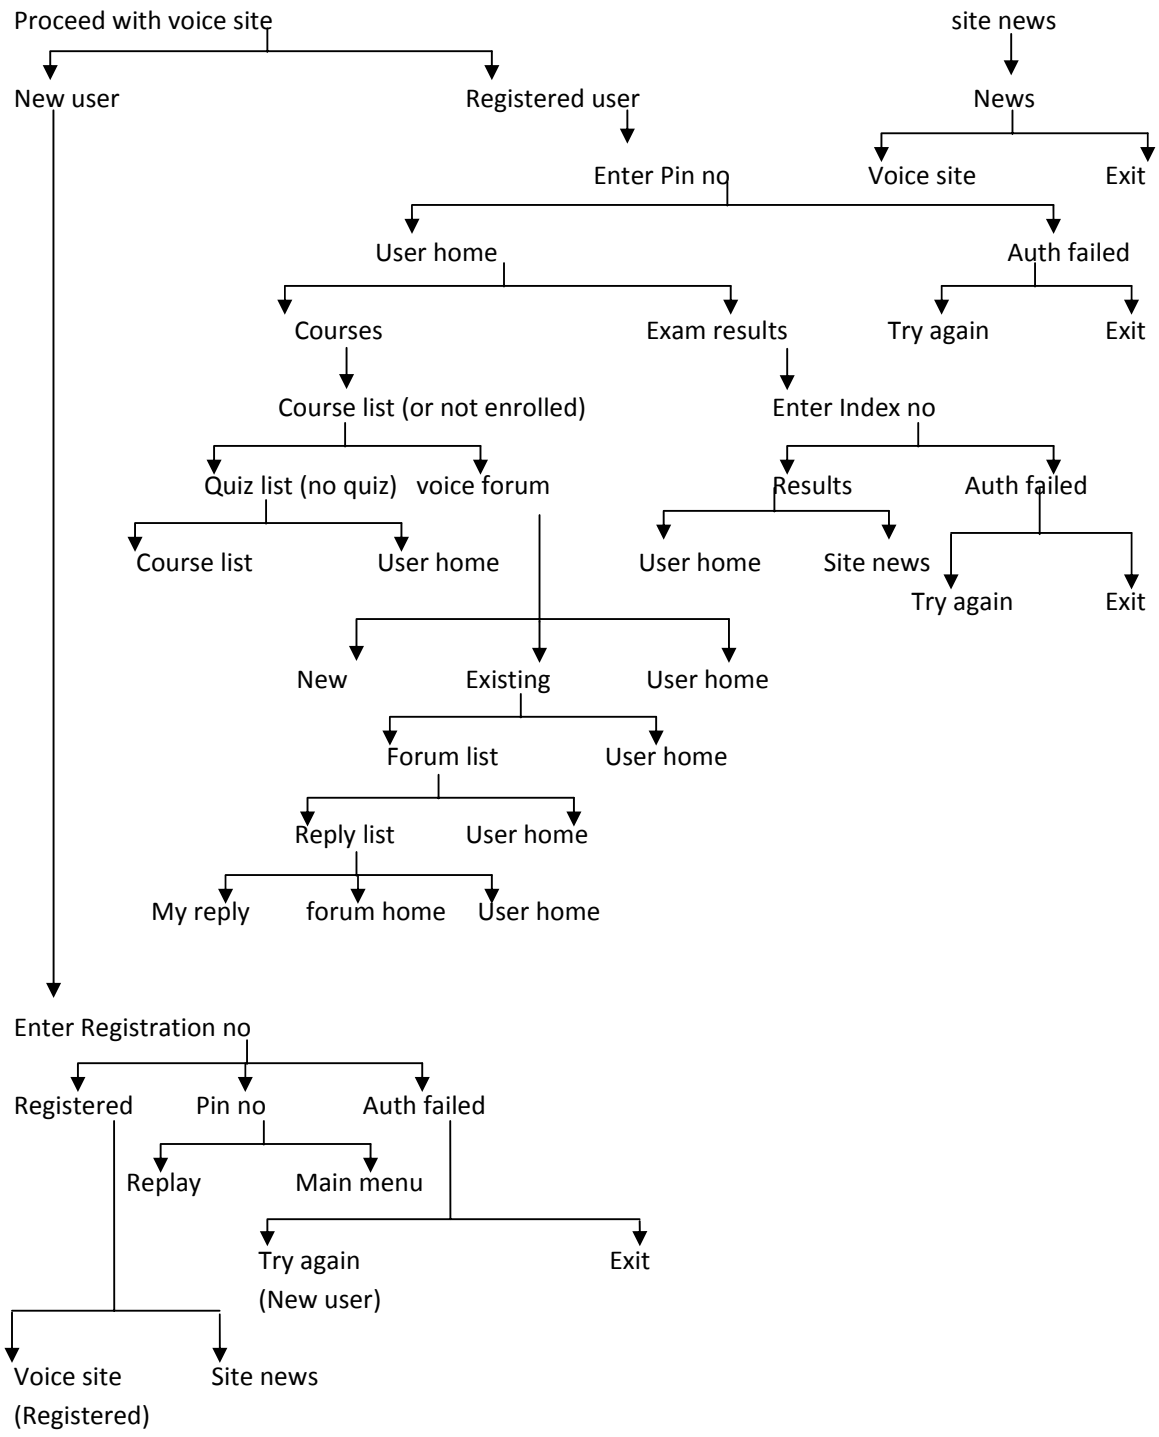 Proceed with voice site
site news
New user
Registered user
News
Enter Pin no
Voice site
Exit
User home
Auth failed
Courses
Exam results
Try again
Exit
Course list (or not enrolled)
Enter Index no
Quiz list (no quiz)
voice forum
Results
Auth failed
Course list
User home
User home
Site news
Try again
Exit
New
Existing
User home
Forum list
User home
Reply list
User home
My reply
forum home
User home
Enter Registration no
Registered
Pin no
Auth failed
Replay
Main menu
Try again
(New user)
Exit
Voice site
(Registered)
Site news